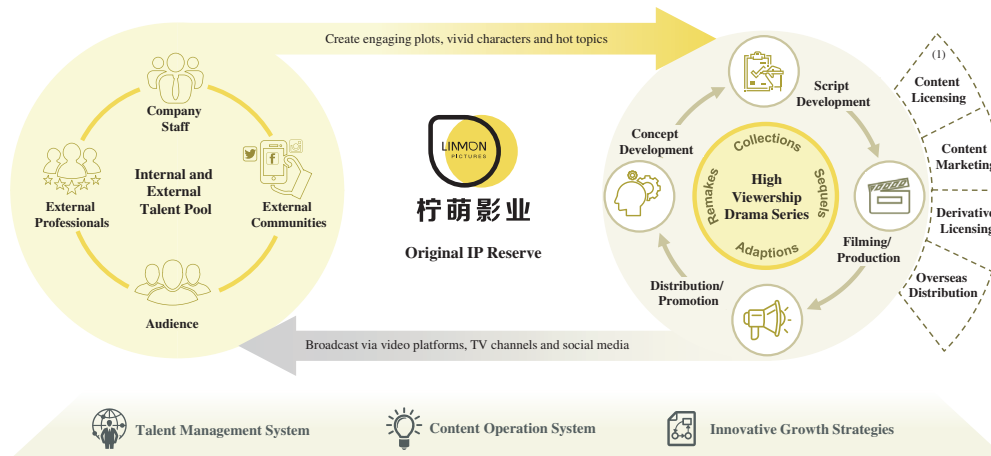 Create engaging plots, vivid characters and hot topics
Company
Staff
External
Professionals
Internal and
External
Talent Pool
External
Communities
Audience
LINMON
PICTURES
柠萌影业
Original IP Reserve
Script
Development
Concept
Development
Collections
Remakes
High
Viewership
Drama Series
Sequels
Adaptions
Filming/
Production
Distribution/
Promotion
(1)
Content
Licensing
Content
Marketing
Derivative
Licensing
Overseas
Distribution
Broadcast via video platforms, TV channels and social media
Talent Management System
Content Operation System
Innovative Growth Strategies